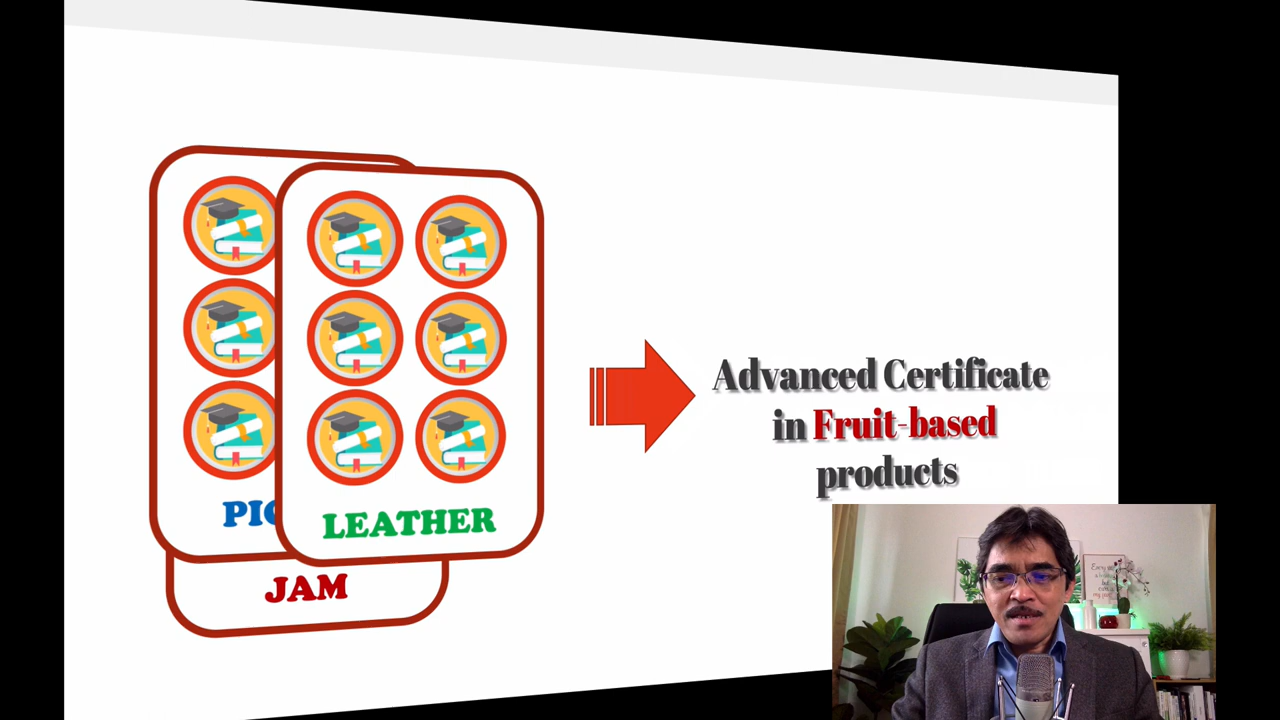 PIC
LEATHER
JAM
Advanced Certificate
in Fruit-based
products